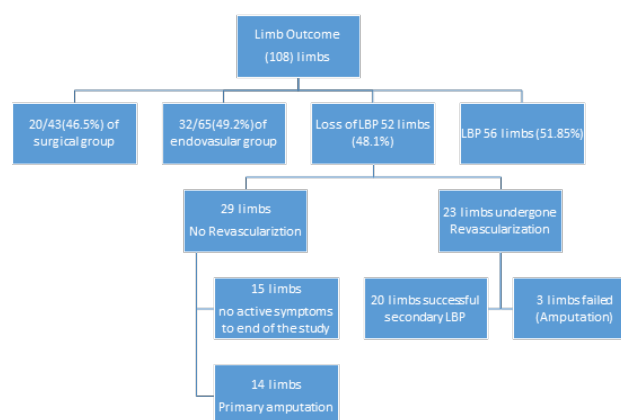 Limb Outcome
(108) limbs
20/43(46.5%) of
surgical group
32/65(49.2%)of
endovasular group
Loss of LBP 52 limbs
(48.1%)
LBP 56 limbs (51.85%)
29 limbs
No Revasculariztion
23 limbs undergone
Revascularization
15 limbs
no active symptoms
to end of the study
20 limbs successful
secondary LBP
3 limbs failed
(Amputation)
14 limbs
Primary amputation